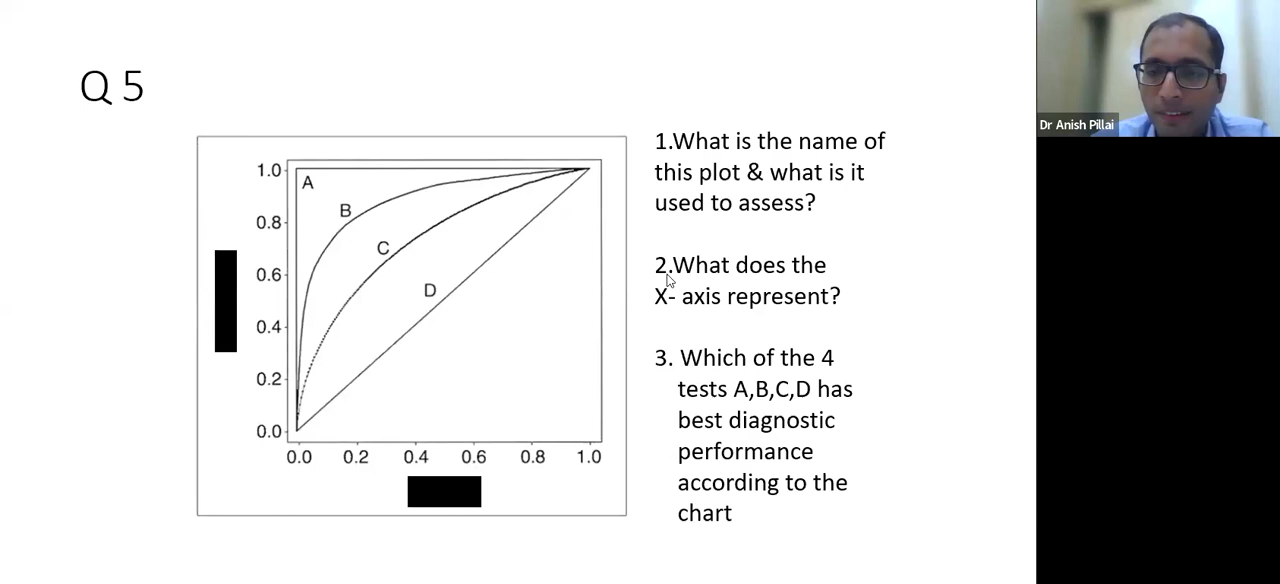 Q 5
Dr Anish Pillai
1.What is the name of
this plot & what is it
used to assess?
2.What does the
X- axis represent?
3. Which of the 4
tests A,B,C,D has
best diagnostic
performance
according to the
chart
1.0
0.8
0.6
0.4
0.2
0.0
A
B
C
D
0.0 0.2 0.4 0.6 0.8 1.0